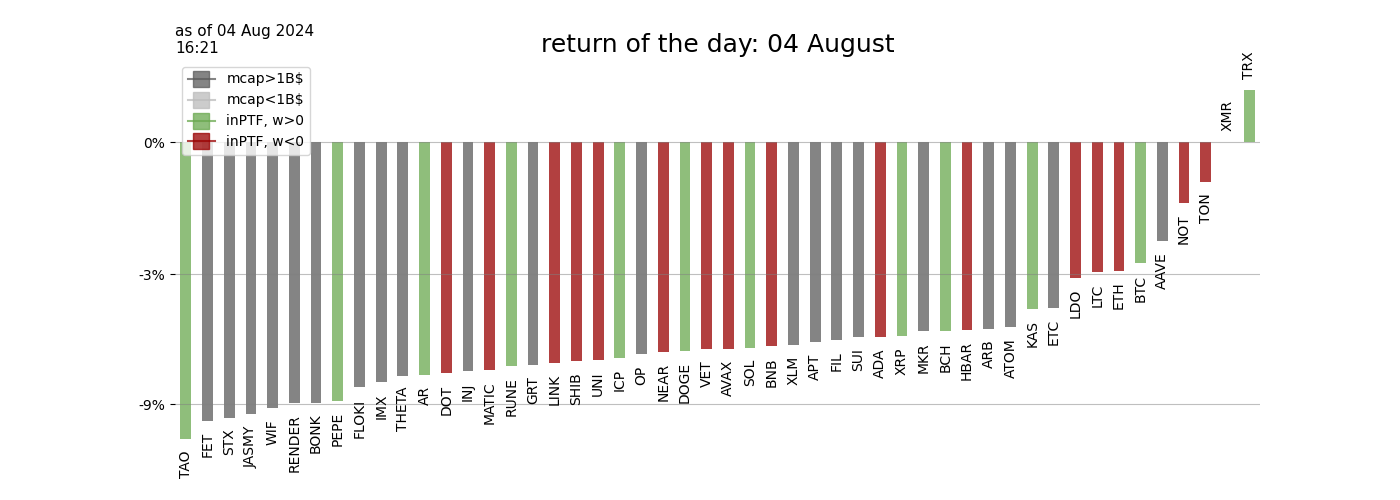 as of 04 Aug 2024
16:21
return of the day: 04 August
mcap>1B$
mcap<1B$
inPTF, w>0
inPTF, w<0
0%
-3%
-9%
TAO
FET
STX
JASMY
WIF
RENDER
BONK
PEPE
FLOKI
IMX
THETA
AR
DOT
INJ
MATIC
RUNE
GRT
LINK
SHIB
UNI
ICP
OP
NEAR
DOGE
VET
AVAX
SOL
BNB
XLM
APT
FIL
SUI
ADA
XRP
MKR
BCH
HBAR
ARB
ATOM
KAS
ETC
LDO
LTC
ETH
BTC
AAVE
NOT
TON
XMR
TRX